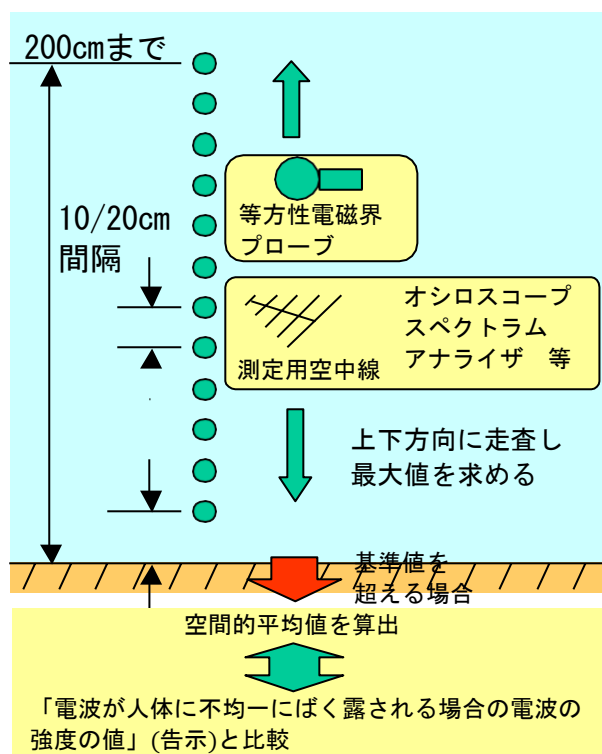 200cmまで
10/20cm
間隔
等方性電磁界
プローブ
オシロスコープ
スペクトラム
アナライザ　等
測定用空中線
上下方向に走査し
最大値を求める
基準値を
超える場合
空間的平均値を算出
「電波が人体に不均一にばく露される場合の電波の
強度の値」(告示)と比較